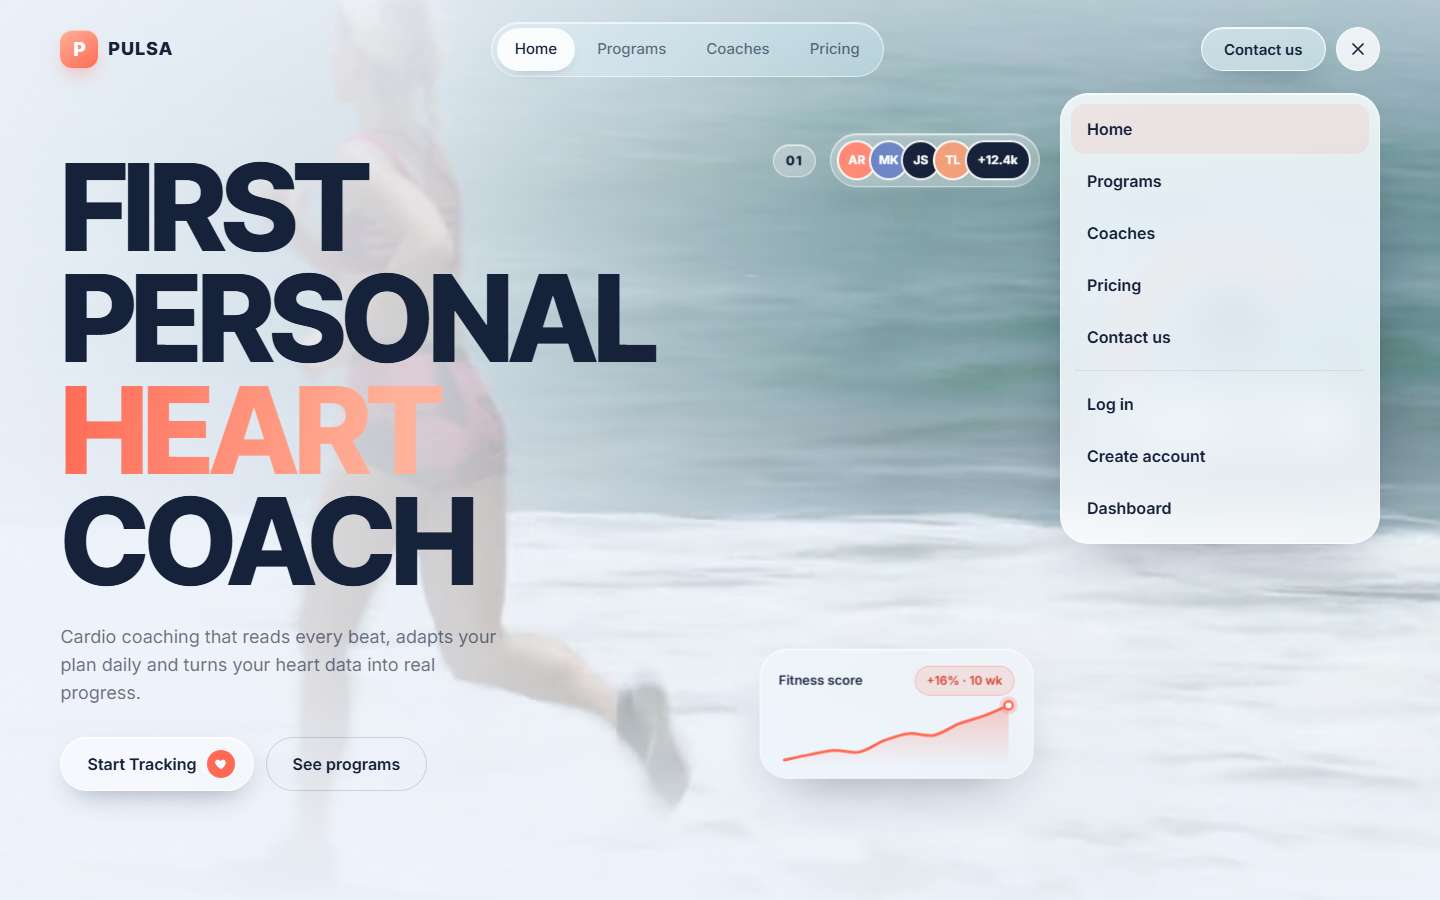 P PULSA
Home Programs Coaches Pricing
Contact us
01 AR MK JS TL +12.4k
FIRST
PERSONAL
HEART
COACH
Cardio coaching that reads every beat, adapts your
plan daily and turns your heart data into real
progress.
Start Tracking See programs
Fitness score +16% · 10 wk
Home
Programs
Coaches
Pricing
Contact us
Log in
Create account
Dashboard